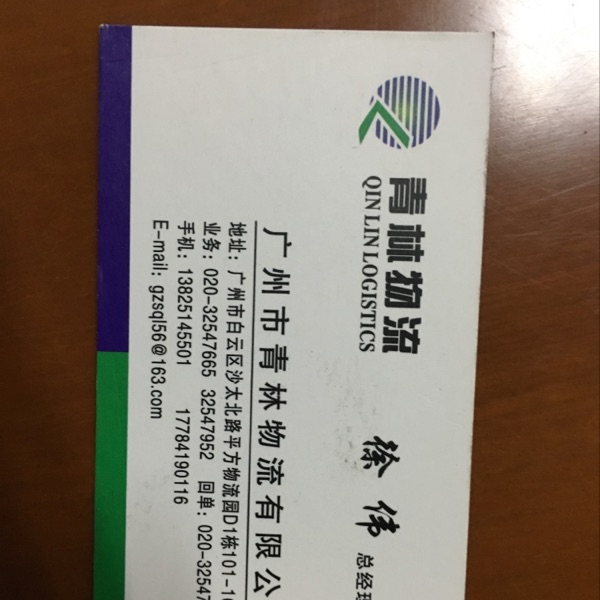 青林物流
QIN LIN LOGISTICS
徐伟
总经理
广州市青林物流有限公
地址：广州市白云区沙太北路平方物流园D1栋101-10
业务：020-32547665 32547952 回单：020-32547
手机：13825145501 17784190116
E-mail：gzsql56@163.com